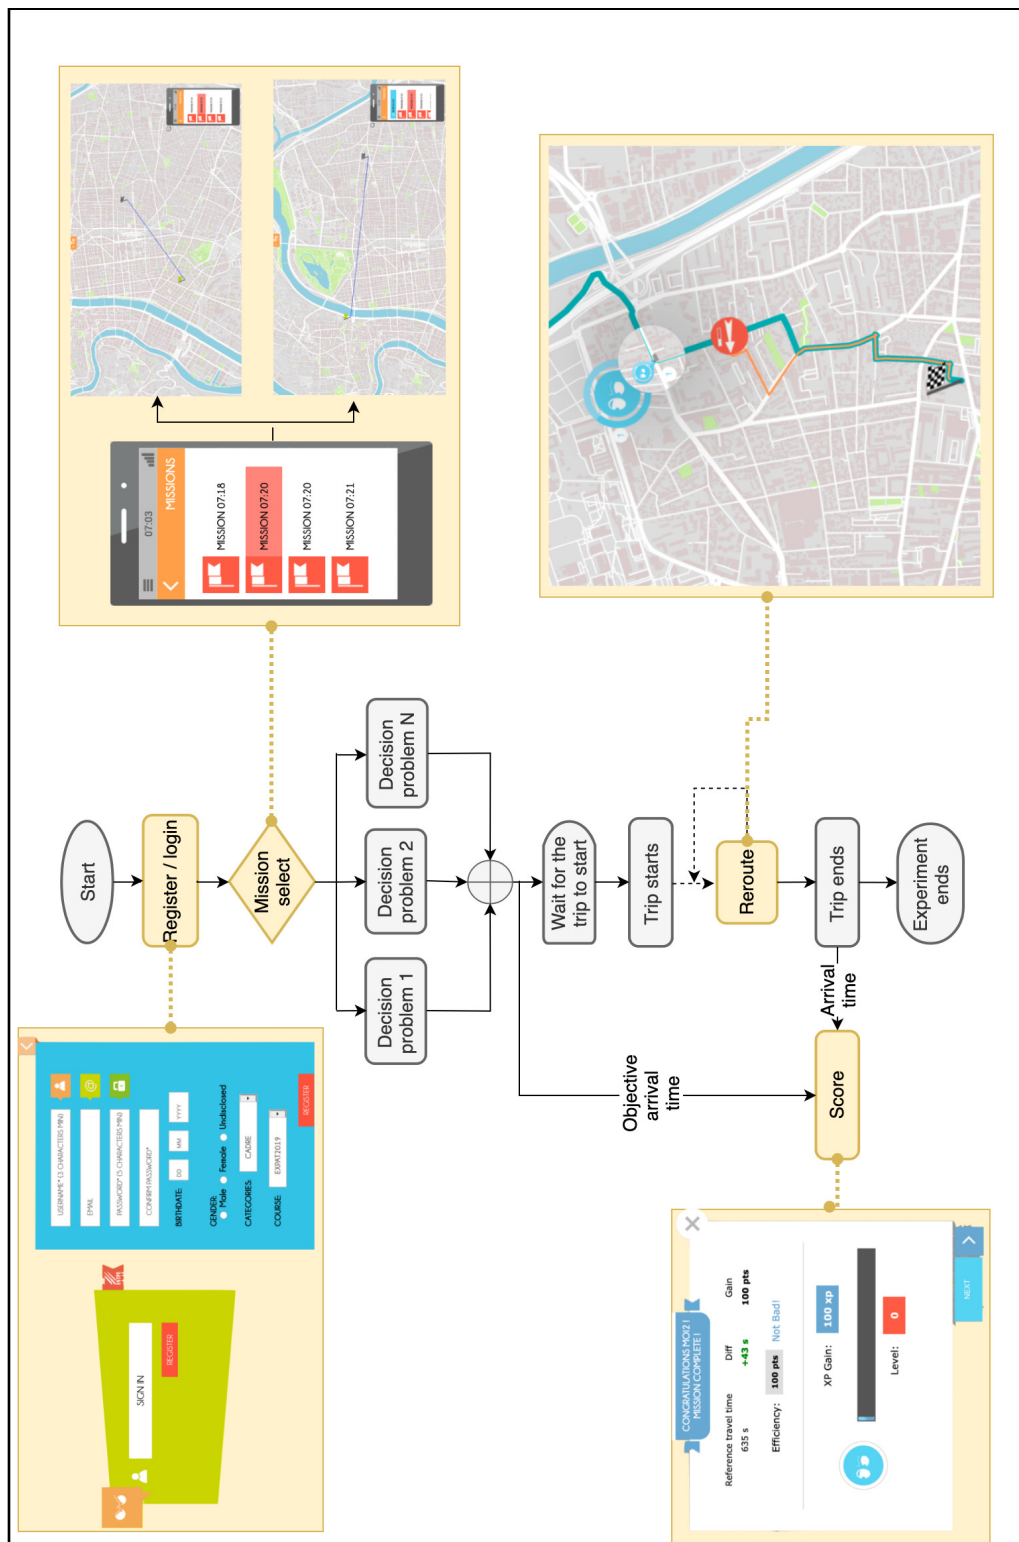 USERNAME* (3 CHARACTERS MIN)
EMAIL
PASSWORD* (5 CHARACTERS MIN)
CONFIRM PASSWORD*
BIRTHDATE:
DD
MM
YYYY
GENDER:
Male
Female
Undisclosed
CATEGORIES:
CADRE
COURSE:
EXPAT2019
REGISTER
SIGN IN
REGISTER
07:03
MISSIONS
MISSION 07:18
MISSION 07:20
MISSION 07:20
MISSION 07:21
Start
Register / login
Mission
select
Decision
problem 1
Decision
problem 2
Decision
problem N
Wait for the
trip to start
Trip starts
Reroute
Trip ends
Experiment
ends
Objective
arrival
time
Arrival
time
Score
CONGRATULATIONS MOI2 !
MISSION COMPLETE !
Reference travel time
Diff
Gain
635 s
+43 s
100 pts
Efficiency:
100 pts
Not Bad!
XP Gain:
100 xp
Level:
0
NEXT